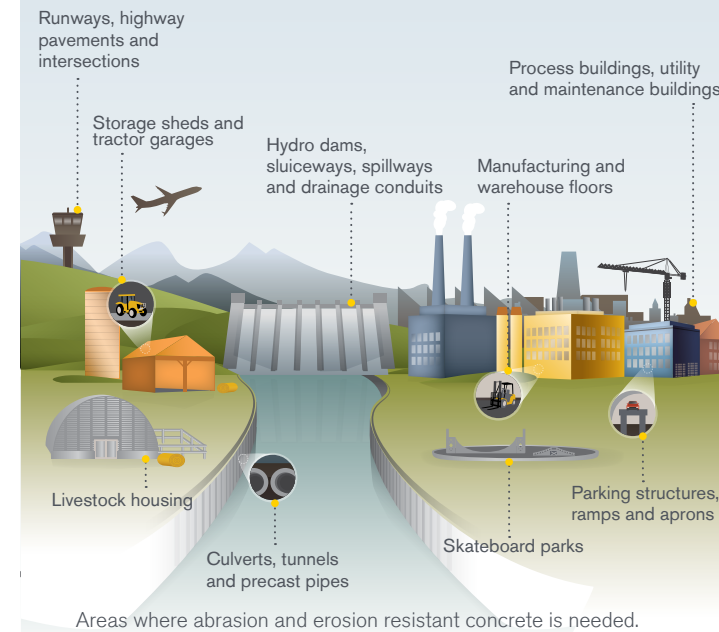 Runways, highway
pavements and
intersections
Process buildings, utility
and maintenance buildings
Storage sheds and
tractor garages
Hydro dams,
sluiceways, spillways
and drainage conduits
Manufacturing and
warehouse floors
Livestock housing
Parking structures,
ramps and aprons
Skateboard parks
Culverts, tunnels
and precast pipes
Areas where abrasion and erosion resistant concrete is needed.